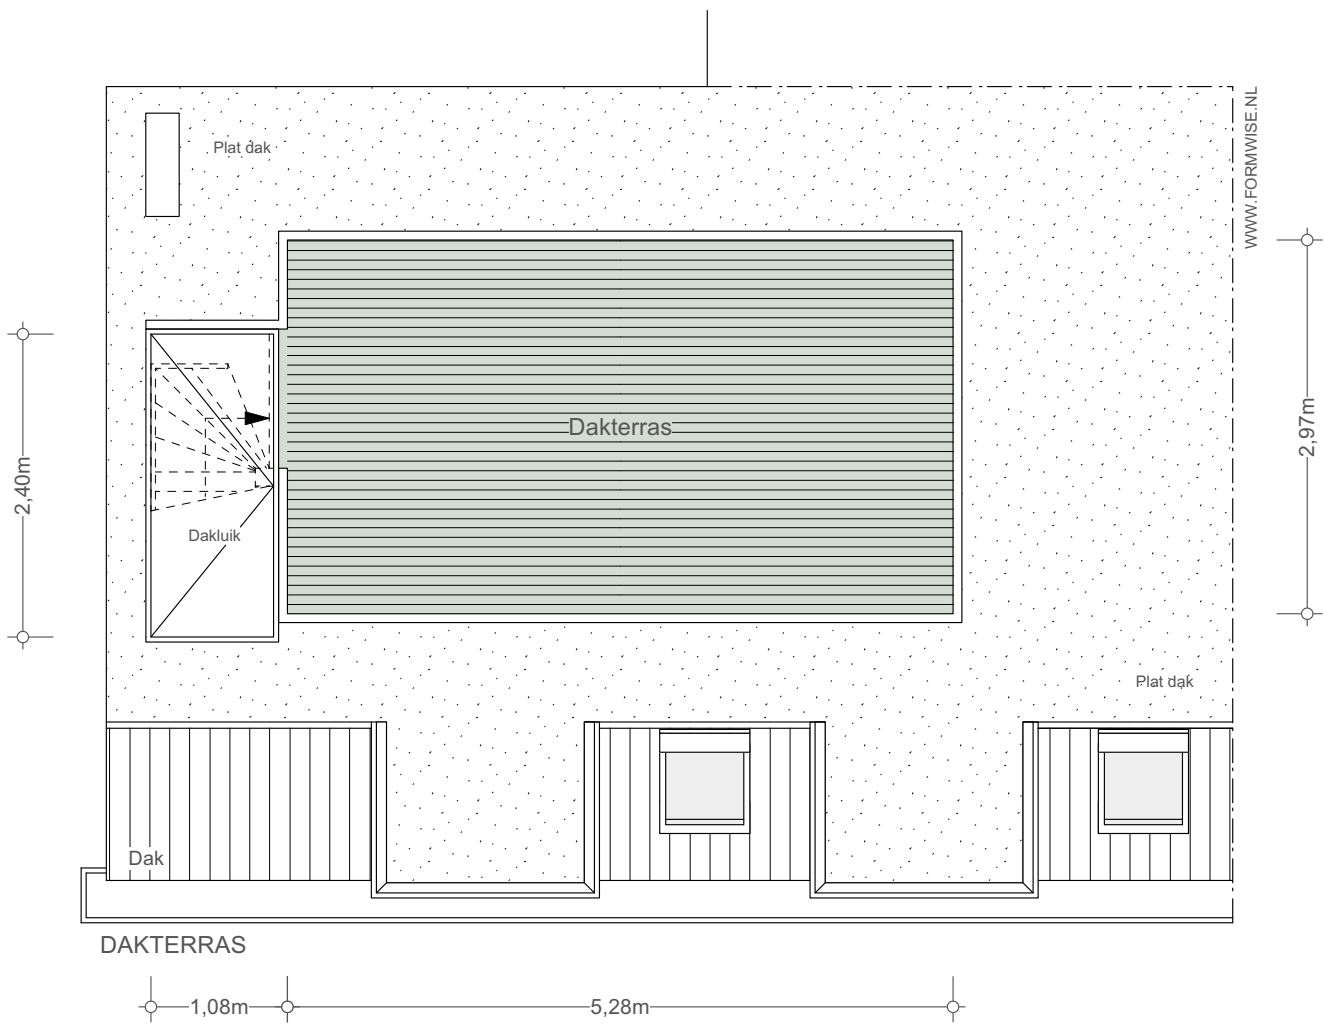 WWW.FORMWISE.NL
Plat dak
2,97m
Dakterras
2,40m
Dakluik
Plat dak
Dak
DAKTERRAS
1,08m
5,28m